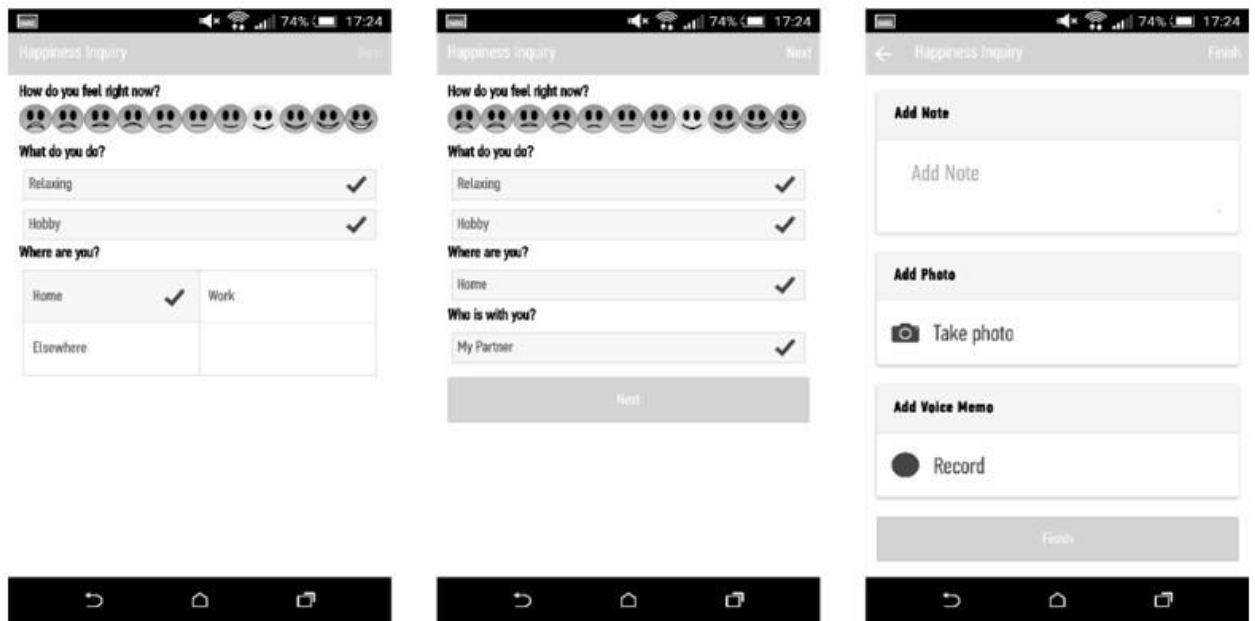 74% 17:24
Happiness Inquiry Next
How do you feel right now?
What do you do?
Relaxing
Hobby
Where are you?
Home Work
Elsewhere
74% 17:24
Happiness Inquiry Next
How do you feel right now?
What do you do?
Relaxing
Hobby
Where are you?
Home
Who is with you?
My Partner
Next
74% 17:24
Happiness Inquiry Finish
Add Note
Add Note
Add Photo
Take photo
Add Voice Memo
Record
Finish